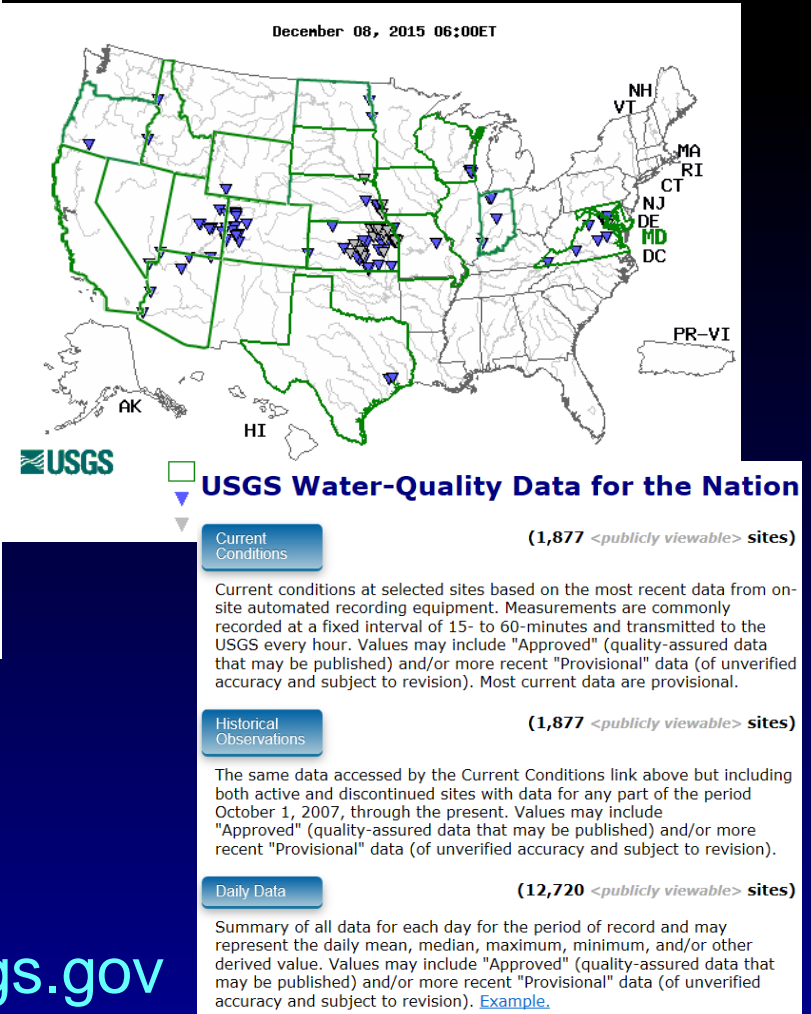 December 08, 2015 06:00ET
NH
VT
MA
RI
CT
NJ
DE
MD
DC
PR-VI
AK
HI
USGS
USGS Water-Quality Data for the Nation
Current
Conditions
(1,877 <publicly viewable> sites)
Current conditions at selected sites based on the most recent data from on-
site automated recording equipment. Measurements are commonly
recorded at a fixed interval of 15- to 60-minutes and transmitted to the
USGS every hour. Values may include "Approved" (quality-assured data
that may be published) and/or more recent "Provisional" data (of unverified
accuracy and subject to revision). Most current data are provisional.
Historical
Observations
(1,877 <publicly viewable> sites)
The same data accessed by the Current Conditions link above but including
both active and discontinued sites with data for any part of the period
October 1, 2007, through the present. Values may include
"Approved" (quality-assured data that may be published) and/or more
recent "Provisional" data (of unverified accuracy and subject to revision).
Daily Data
(12,720 <publicly viewable> sites)
Summary of all data for each day for the period of record and may
represent the daily mean, median, maximum, minimum, and/or other
derived value. Values may include "Approved" (quality-assured data that
may be published) and/or more recent "Provisional" data (of unverified
accuracy and subject to revision). Example.
gs.gov